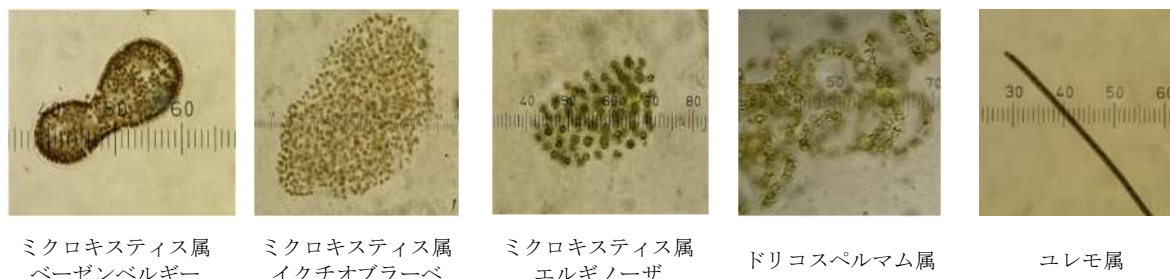 40 50 60
40 50 60 70 80
50 70
30 40 50 60
ミクロキスティス属
ベーゼンベルギー
ミクロキスティス属
イクチオブラーベ
ミクロキスティス属
エルギノーザ
ドリコスペルマム属
ユレモ属